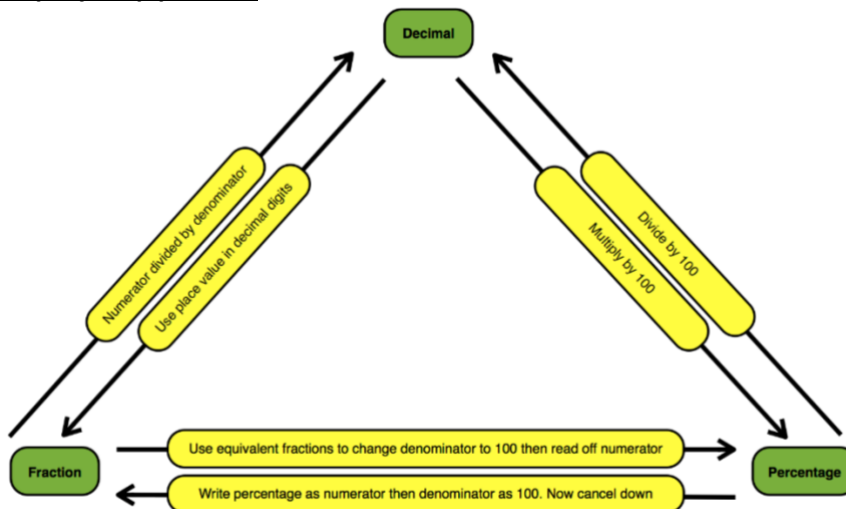 Decimal
Numerator divided by denominator
Use place value in decimal digits
Multiply by 100
Divide by 100
Fraction
Use equivalent fractions to change denominator to 100 then read off numerator
Percentage
Write percentage as numerator then denominator as 100. Now cancel down